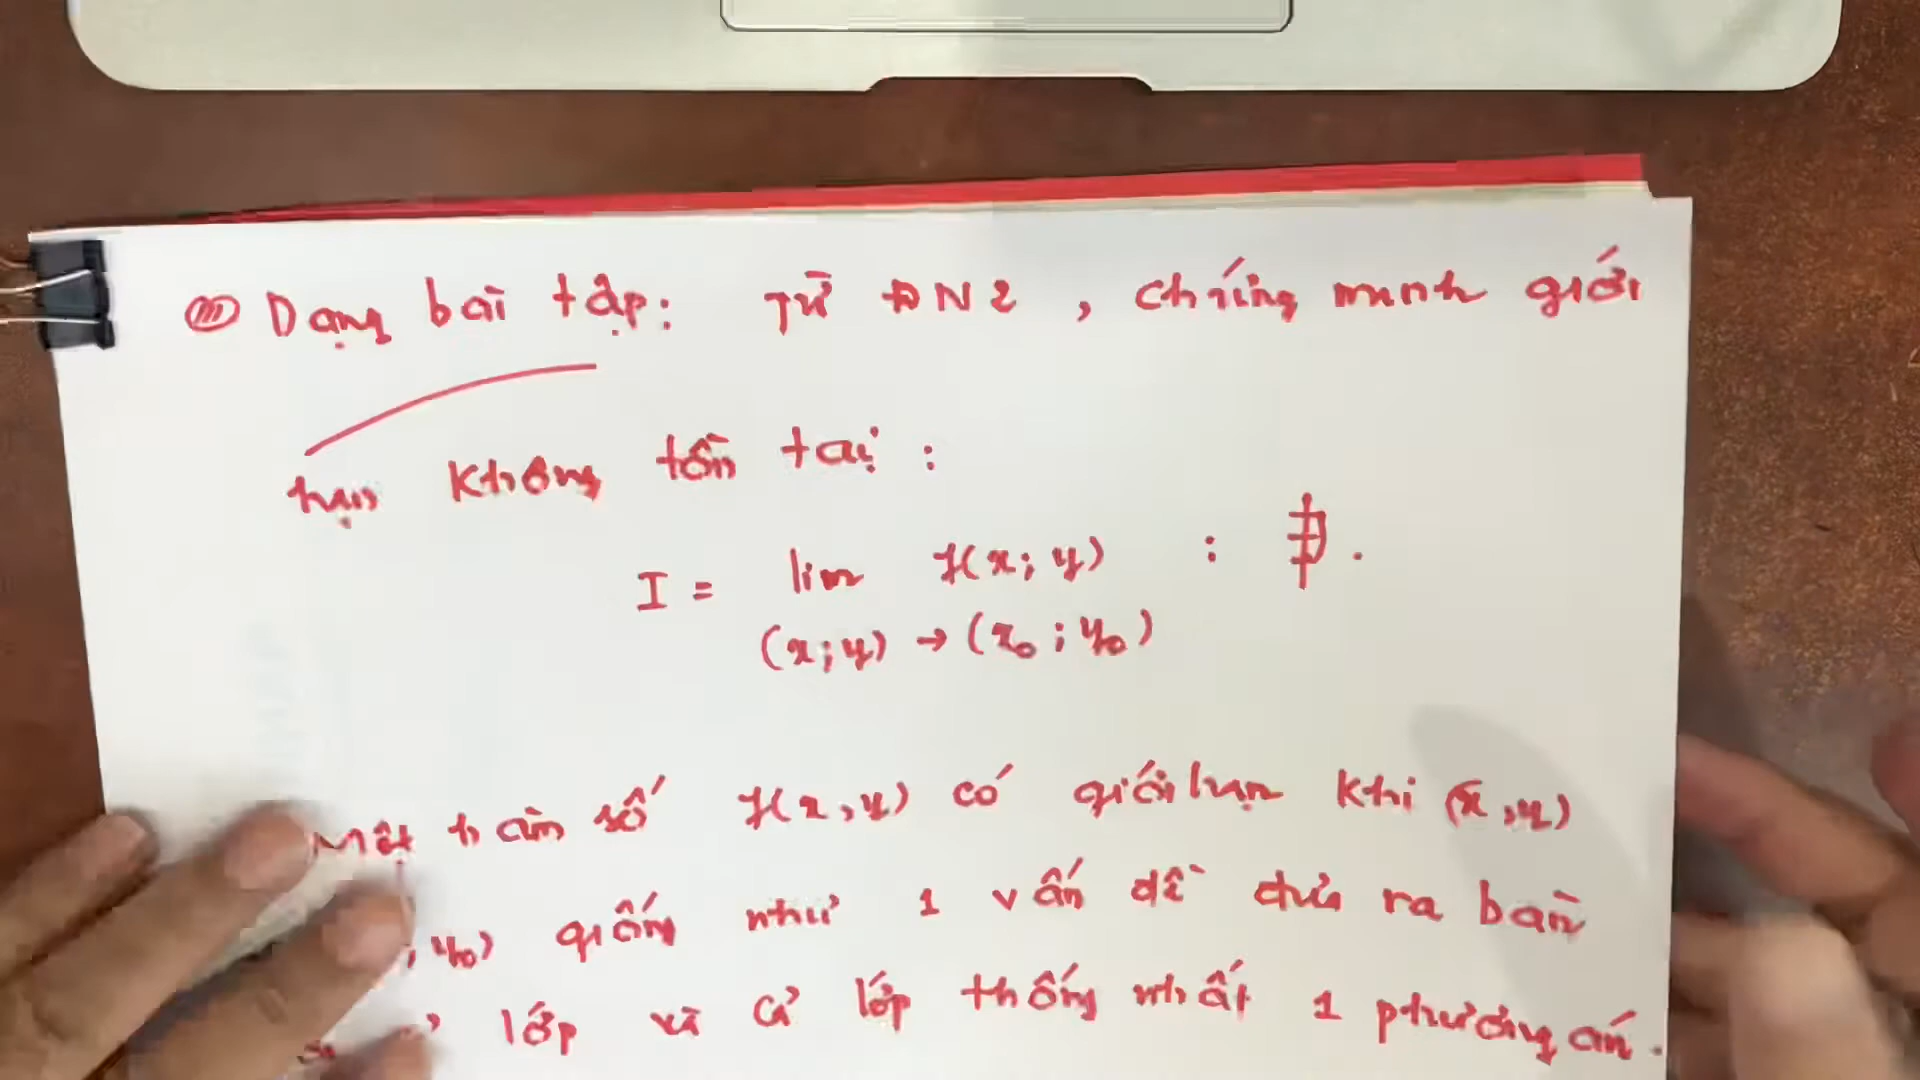 Dạng bài tập: Từ ĐN2, chứng minh giới
hạn không tồn tại:
I = lim f(x; y) : ∄.
(x; y) → (x₀; y₀)
Một hàm số f(x, y) có giới hạn khi (x, y)
; y₀) giống như 1 vấn đề đưa ra bàn
lớp và cả lớp thống nhất 1 phương án.